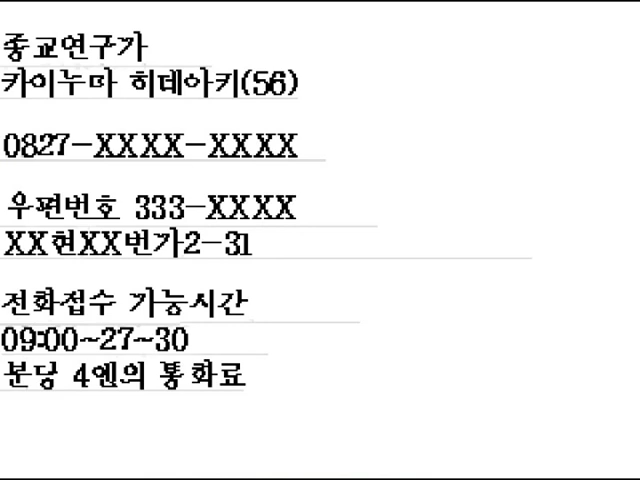 종교연구가
카이누마 히데아키(56)
0827-XXXX-XXXX
우편번호 333-XXXX
XX현XX번가2-31
전화접수 가능시간
09:00~27~30
분당 4엔의 통화료